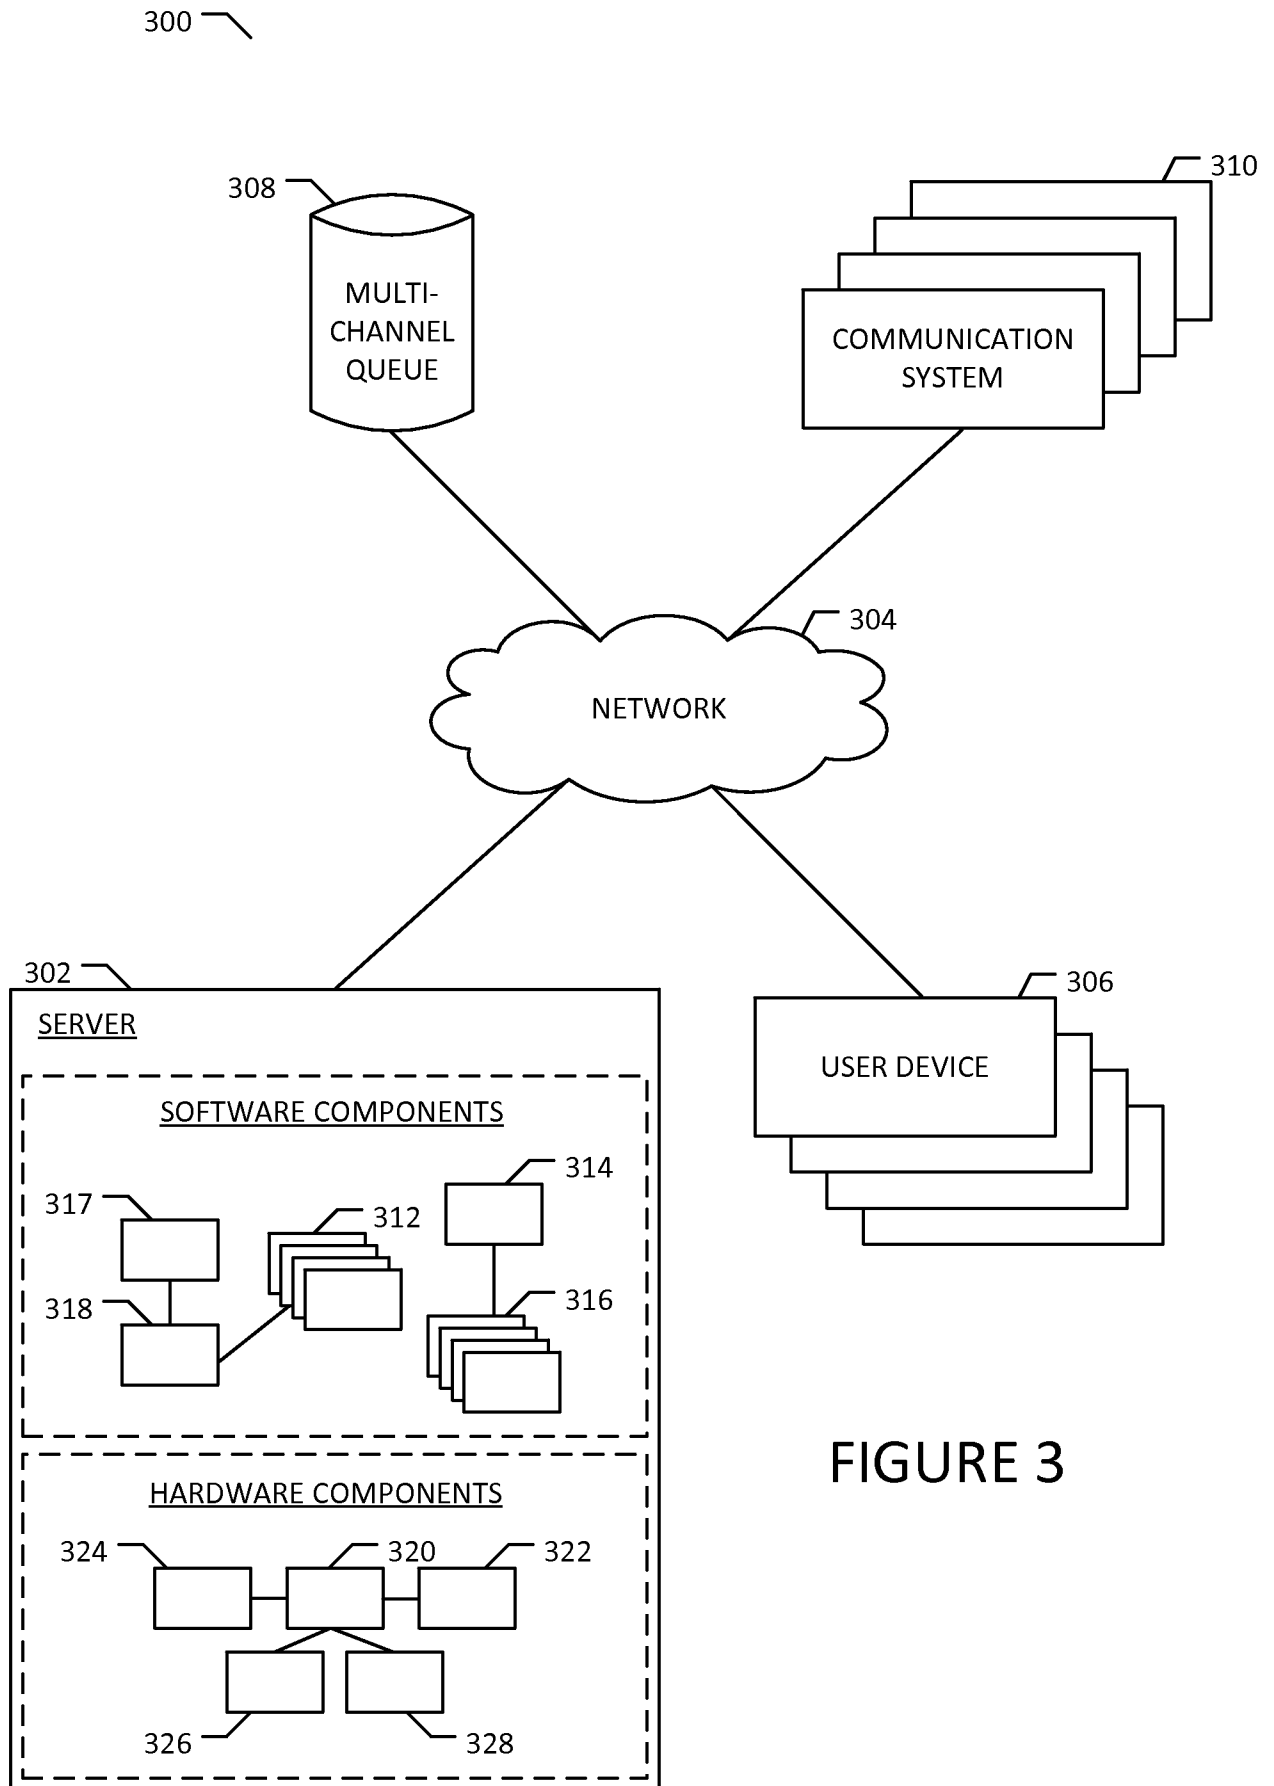 300
308
310
MULTI-
CHANNEL
QUEUE
COMMUNICATION
SYSTEM
304
NETWORK
302
306
SERVER
USER DEVICE
SOFTWARE COMPONENTS
314
317
312
318
316
FIGURE 3
HARDWARE COMPONENTS
324
320
322
326
328